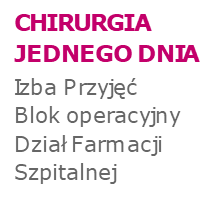 CHIRURGIA
JEDNEGO DNIA
Izba Przyjęć
Blok operacyjny
Dział Farmacji
Szpitalnej